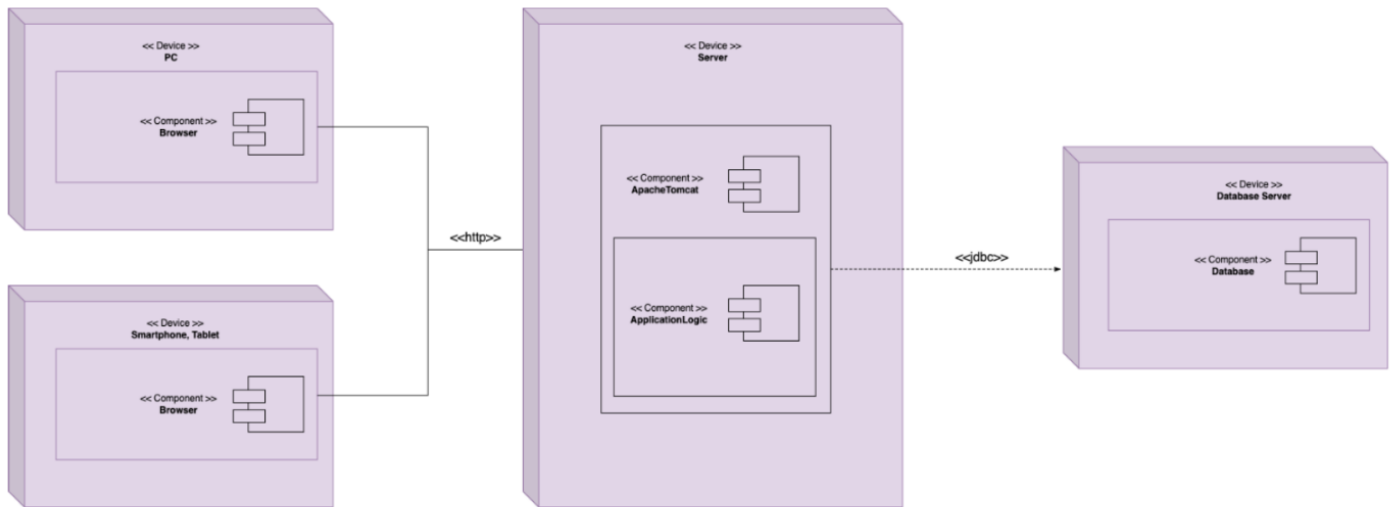 << Device >>
PC
<< Component >>
Browser
<< Device >>
Smartphone, Tablet
<< Component >>
Browser
<<http>>
<< Device >>
Server
<< Component >>
ApacheTomcat
<< Component >>
ApplicationLogic
<<jdbc>>
<< Device >>
Database Server
<< Component >>
Database